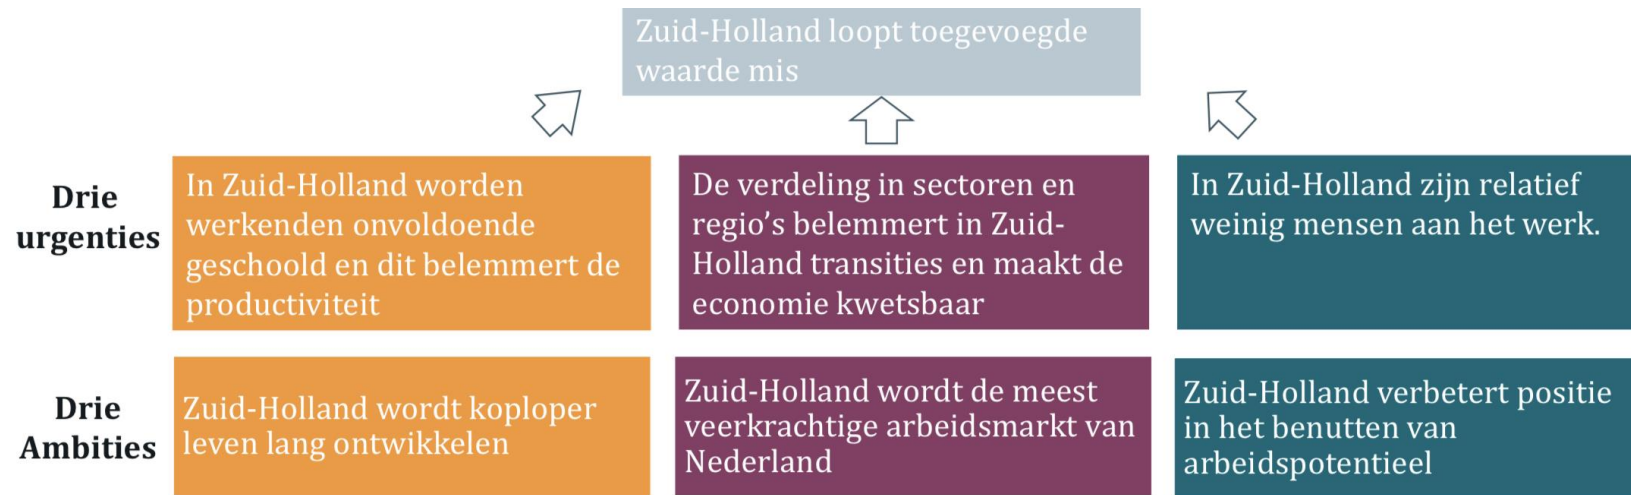 Zuid-Holland loopt toegevoegde
waarde mis
Drie
urgenties
In Zuid-Holland worden
werkenden onvoldoende
geschoold en dit belemmert de
productiviteit
De verdeling in sectoren en
regio's belemmert in Zuid-
Holland transities en maakt de
economie kwetsbaar
In Zuid-Holland zijn relatief
weinig mensen aan het werk.
Drie
Ambities
Zuid-Holland wordt koploper
leven lang ontwikkelen
Zuid-Holland wordt de meest
veerkrachtige arbeidsmarkt van
Nederland
Zuid-Holland verbetert positie
in het benutten van
arbeidspotentieel